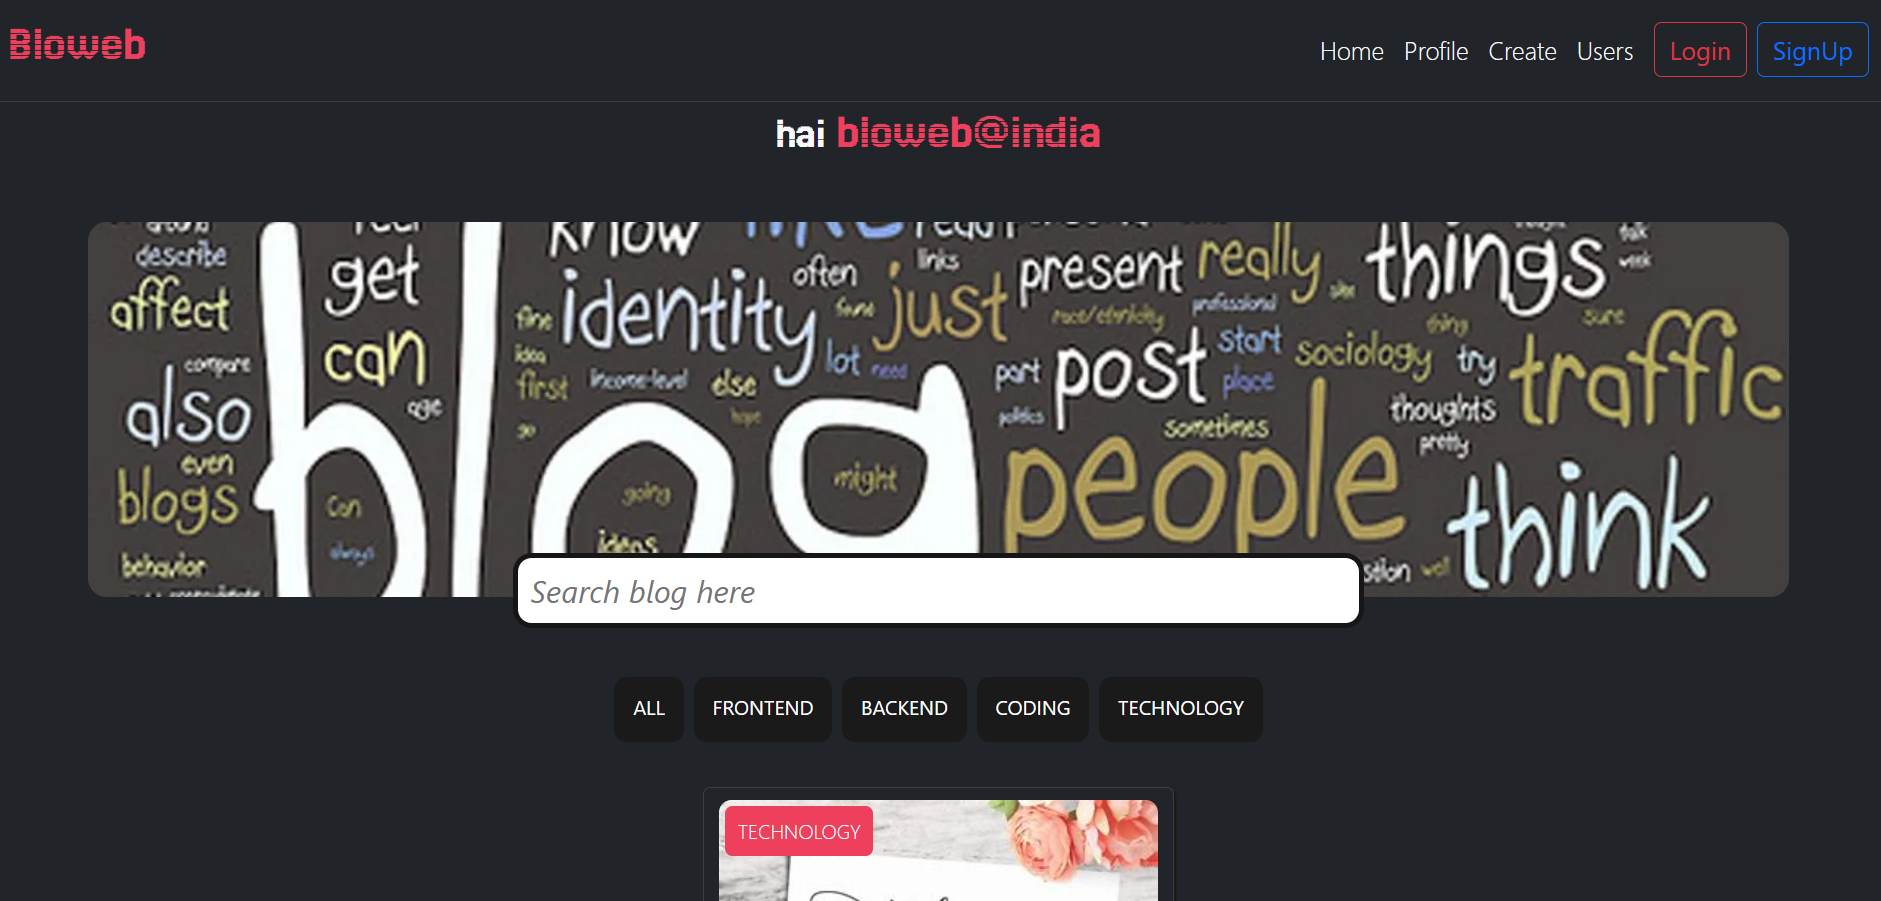 Bloweb
Home Profile Create Users Login SignUp
hai bloweb@india
describe
affect
compare
also
even
blogs
behavior
get
can
age
Can
always
blog
know
identity
often
links
fine
idea
first
income-level
else
hope
go
lot
need
just
going
ideas
might
present
really
site
things
talk
week
race/ethnicity
professional
start
place
part
politics
post
sociology
thing
try
sure
traffic
thoughts
pretty
sometimes
people
think
well
Search blog here
ALL FRONTEND BACKEND CODING TECHNOLOGY
TECHNOLOGY